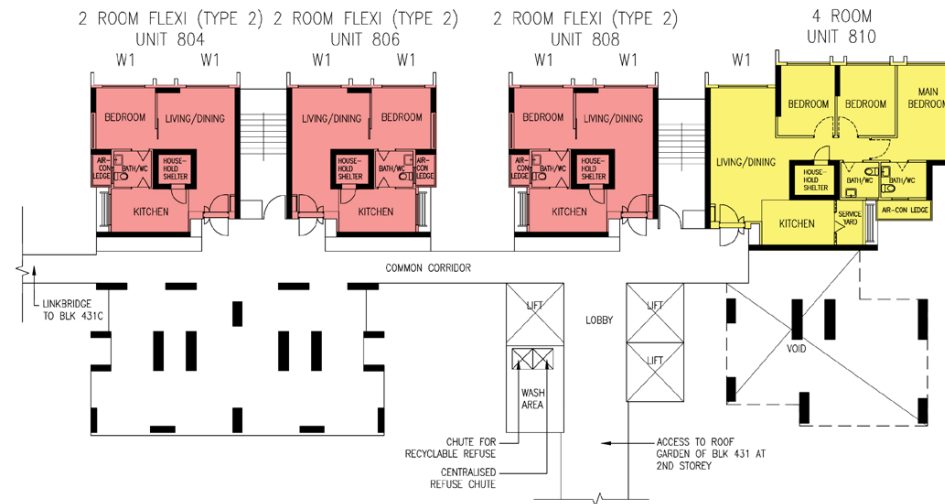 2 ROOM FLEXI (TYPE 2)
UNIT 804
W1
W1
2 ROOM FLEXI (TYPE 2)
UNIT 806
W1
W1
2 ROOM FLEXI (TYPE 2)
UNIT 808
W1
W1
4 ROOM
UNIT 810
W1
BEDROOM
LIVING/DINING
AIR-
CON
LEDGE
BATH/WC
HOUSE-
HOLD
SHELTER
KITCHEN
LIVING/DINING
BEDROOM
HOUSE-
HOLD
SHELTER
BATH/WC
AIR-
CON
LEDGE
KITCHEN
BEDROOM
LIVING/DINING
AIR-
CON
LEDGE
BATH/WC
HOUSE-
HOLD
SHELTER
KITCHEN
BEDROOM
BEDROOM
MAIN
BEDROOM
LIVING/DINING
HOUSE-
HOLD
SHELTER
BATH/WC
BATH/WC
AIR-CON LEDGE
KITCHEN
SERVICE
YARD
COMMON CORRIDOR
LINKBRIDGE
TO BLK 431C
LIFT
LOBBY
LIFT
LIFT
WASH
AREA
VOID
CHUTE FOR
RECYCLABLE REFUSE
CENTRALISED
REFUSE CHUTE
ACCESS TO ROOF
GARDEN OF BLK 431 AT
2ND STOREY